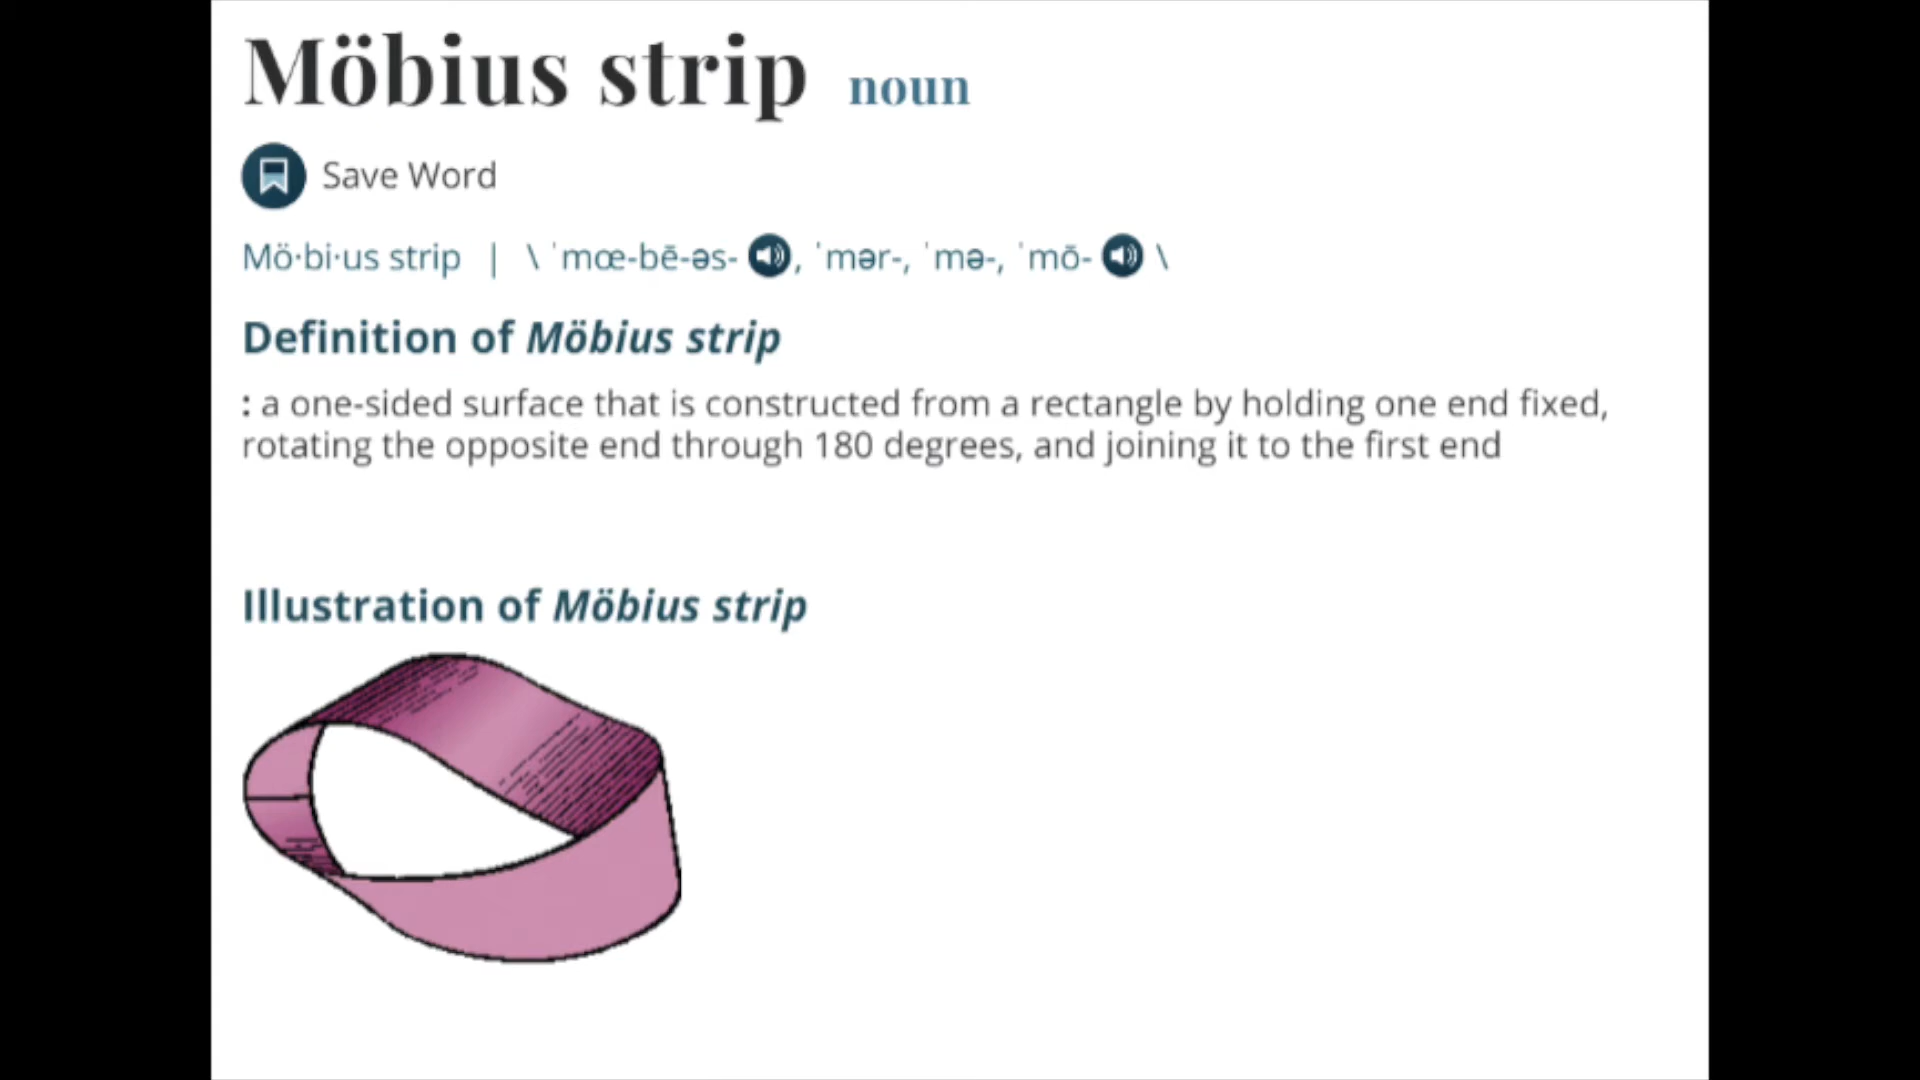 Möbius strip noun
Save Word
Mö·bi·us strip | \ ˈmœ-bē-əs- , ˈmər-, ˈmə-, ˈmō- \
Definition of Möbius strip
: a one-sided surface that is constructed from a rectangle by holding one end fixed,
rotating the opposite end through 180 degrees, and joining it to the first end
Illustration of Möbius strip